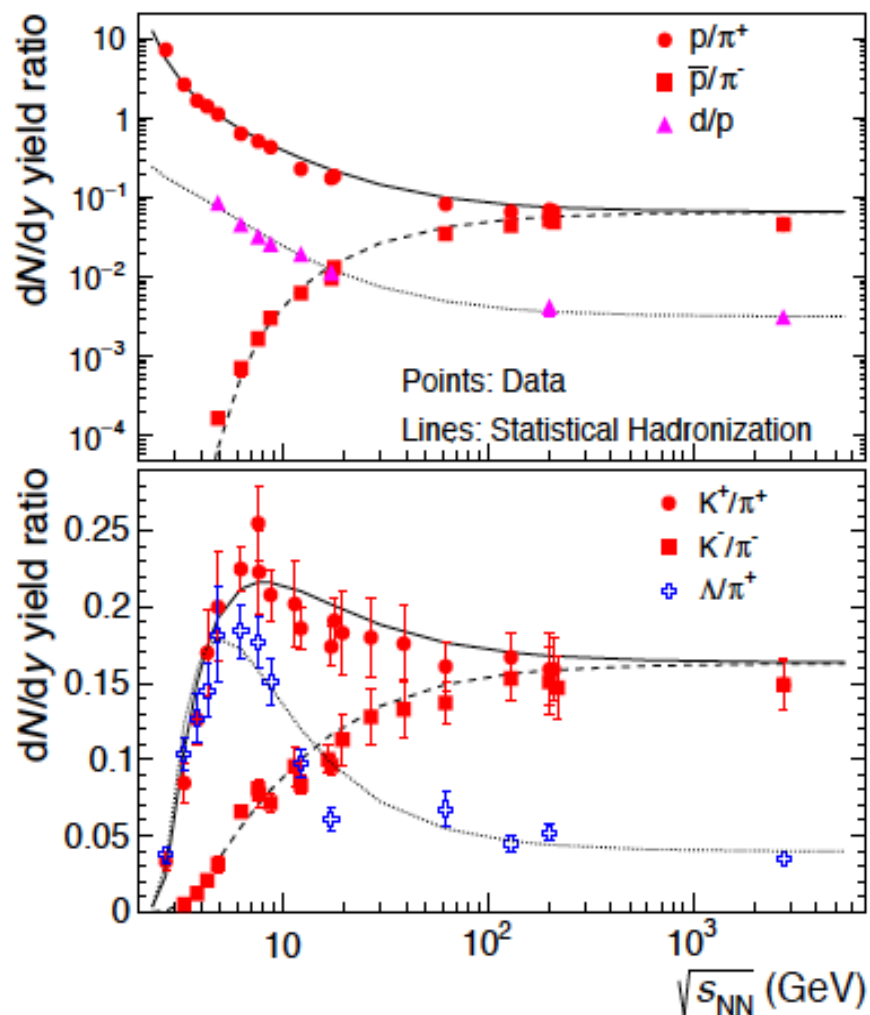 dN/dy yield ratio
10
1
10⁻¹
10⁻²
10⁻³
10⁻⁴
p/π⁺
p̅/π⁻
d/p
Points: Data
Lines: Statistical Hadronization
dN/dy yield ratio
0.25
0.2
0.15
0.1
0.05
0
K⁺/π⁺
K⁻/π⁻
Λ/π⁺
10 10² 10³
√sNN (GeV)